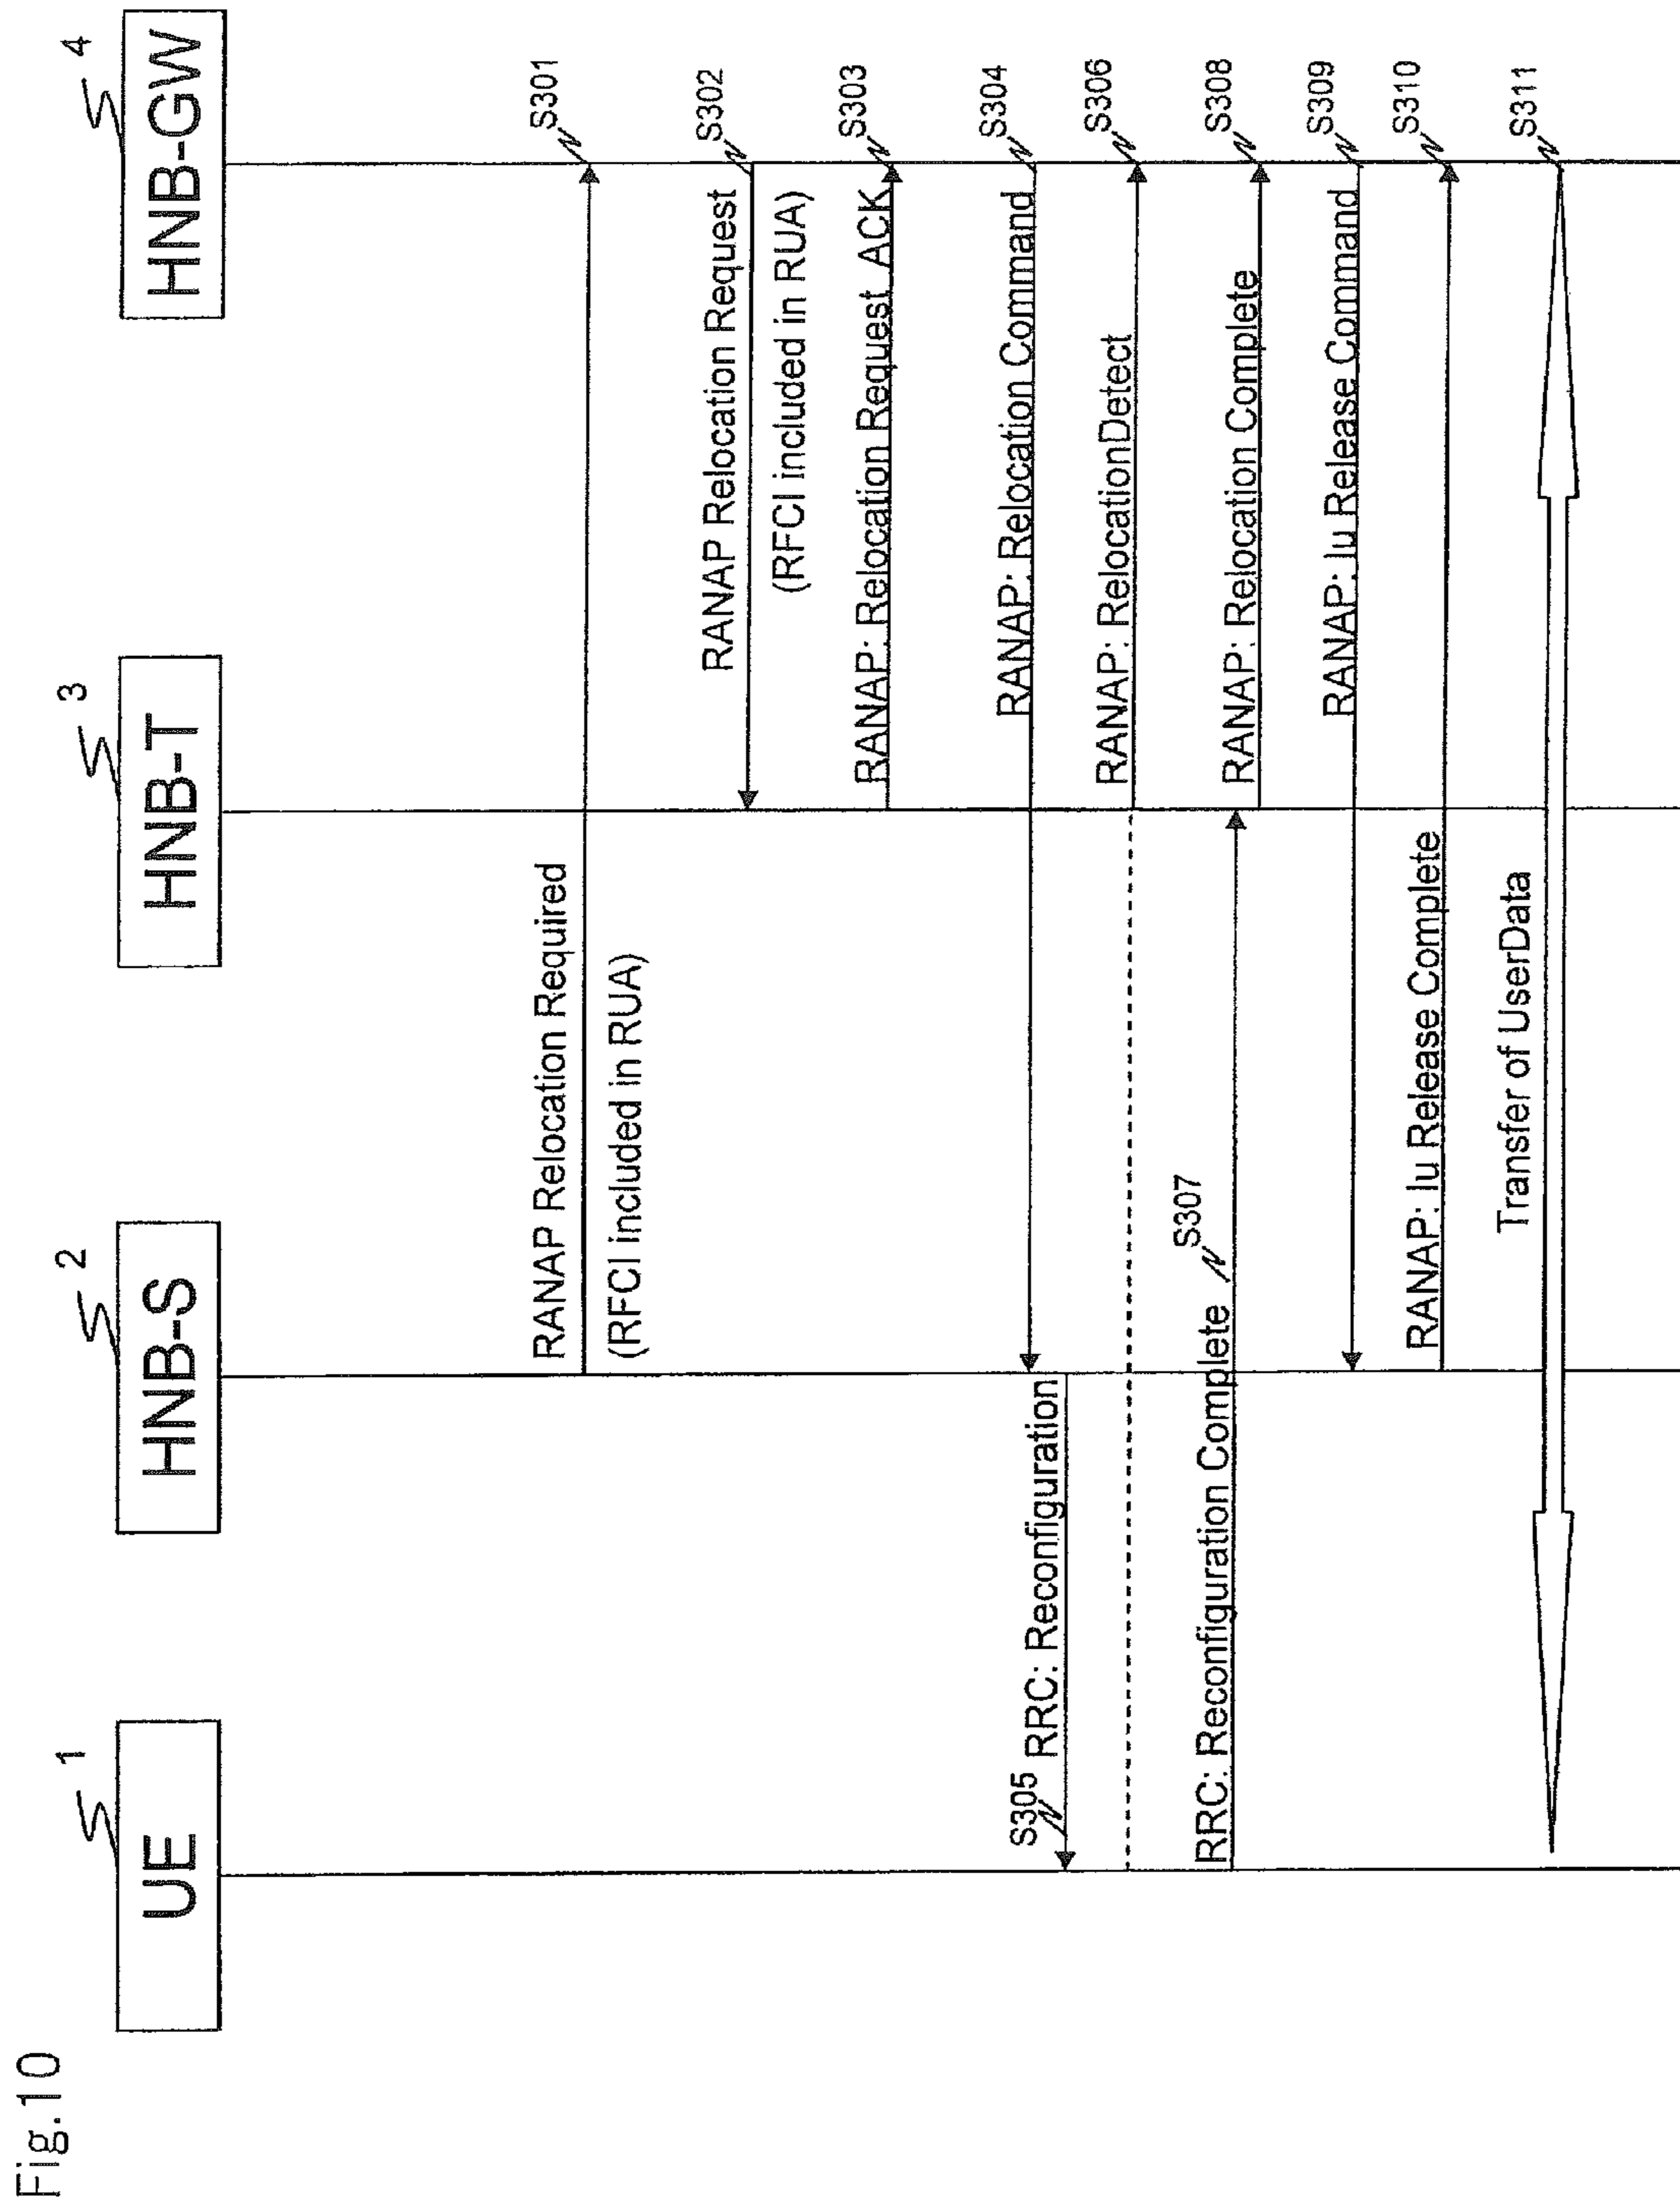 Fig.10
1
UE
2
HNB-S
3
HNB-T
4
HNB-GW
RANAP Relocation Required
(RFCI included in RUA)
S301
RANAP Relocation Request
(RFCI included in RUA)
S302
RANAP: Relocation Request ACK
S303
RANAP: Relocation Command
S304
S305
RRC: Reconfiguration
RANAP: RelocationDetect
S306
RRC: Reconfiguration Complete
S307
RANAP: Relocation Complete
S308
RANAP: Iu Release Command
S309
RANAP: Iu Release Complete
S310
Transfer of UserData
S311